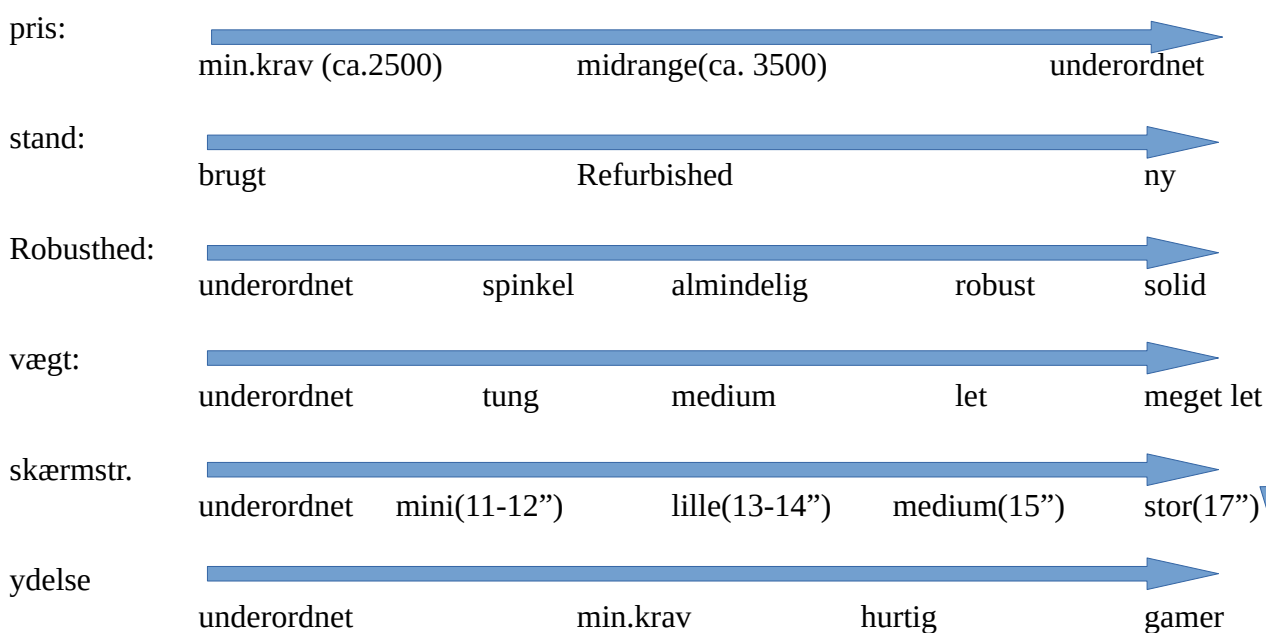 pris:
min.krav (ca.2500) midrange(ca. 3500) underordnet
stand:
brugt Refurbished ny
Robusthed:
underordnet spinkel almindelig robust solid
vægt:
underordnet tung medium let meget let
skærmstr.
underordnet mini(11-12”) lille(13-14”) medium(15”) stor(17”)
ydelse
underordnet min.krav hurtig gamer